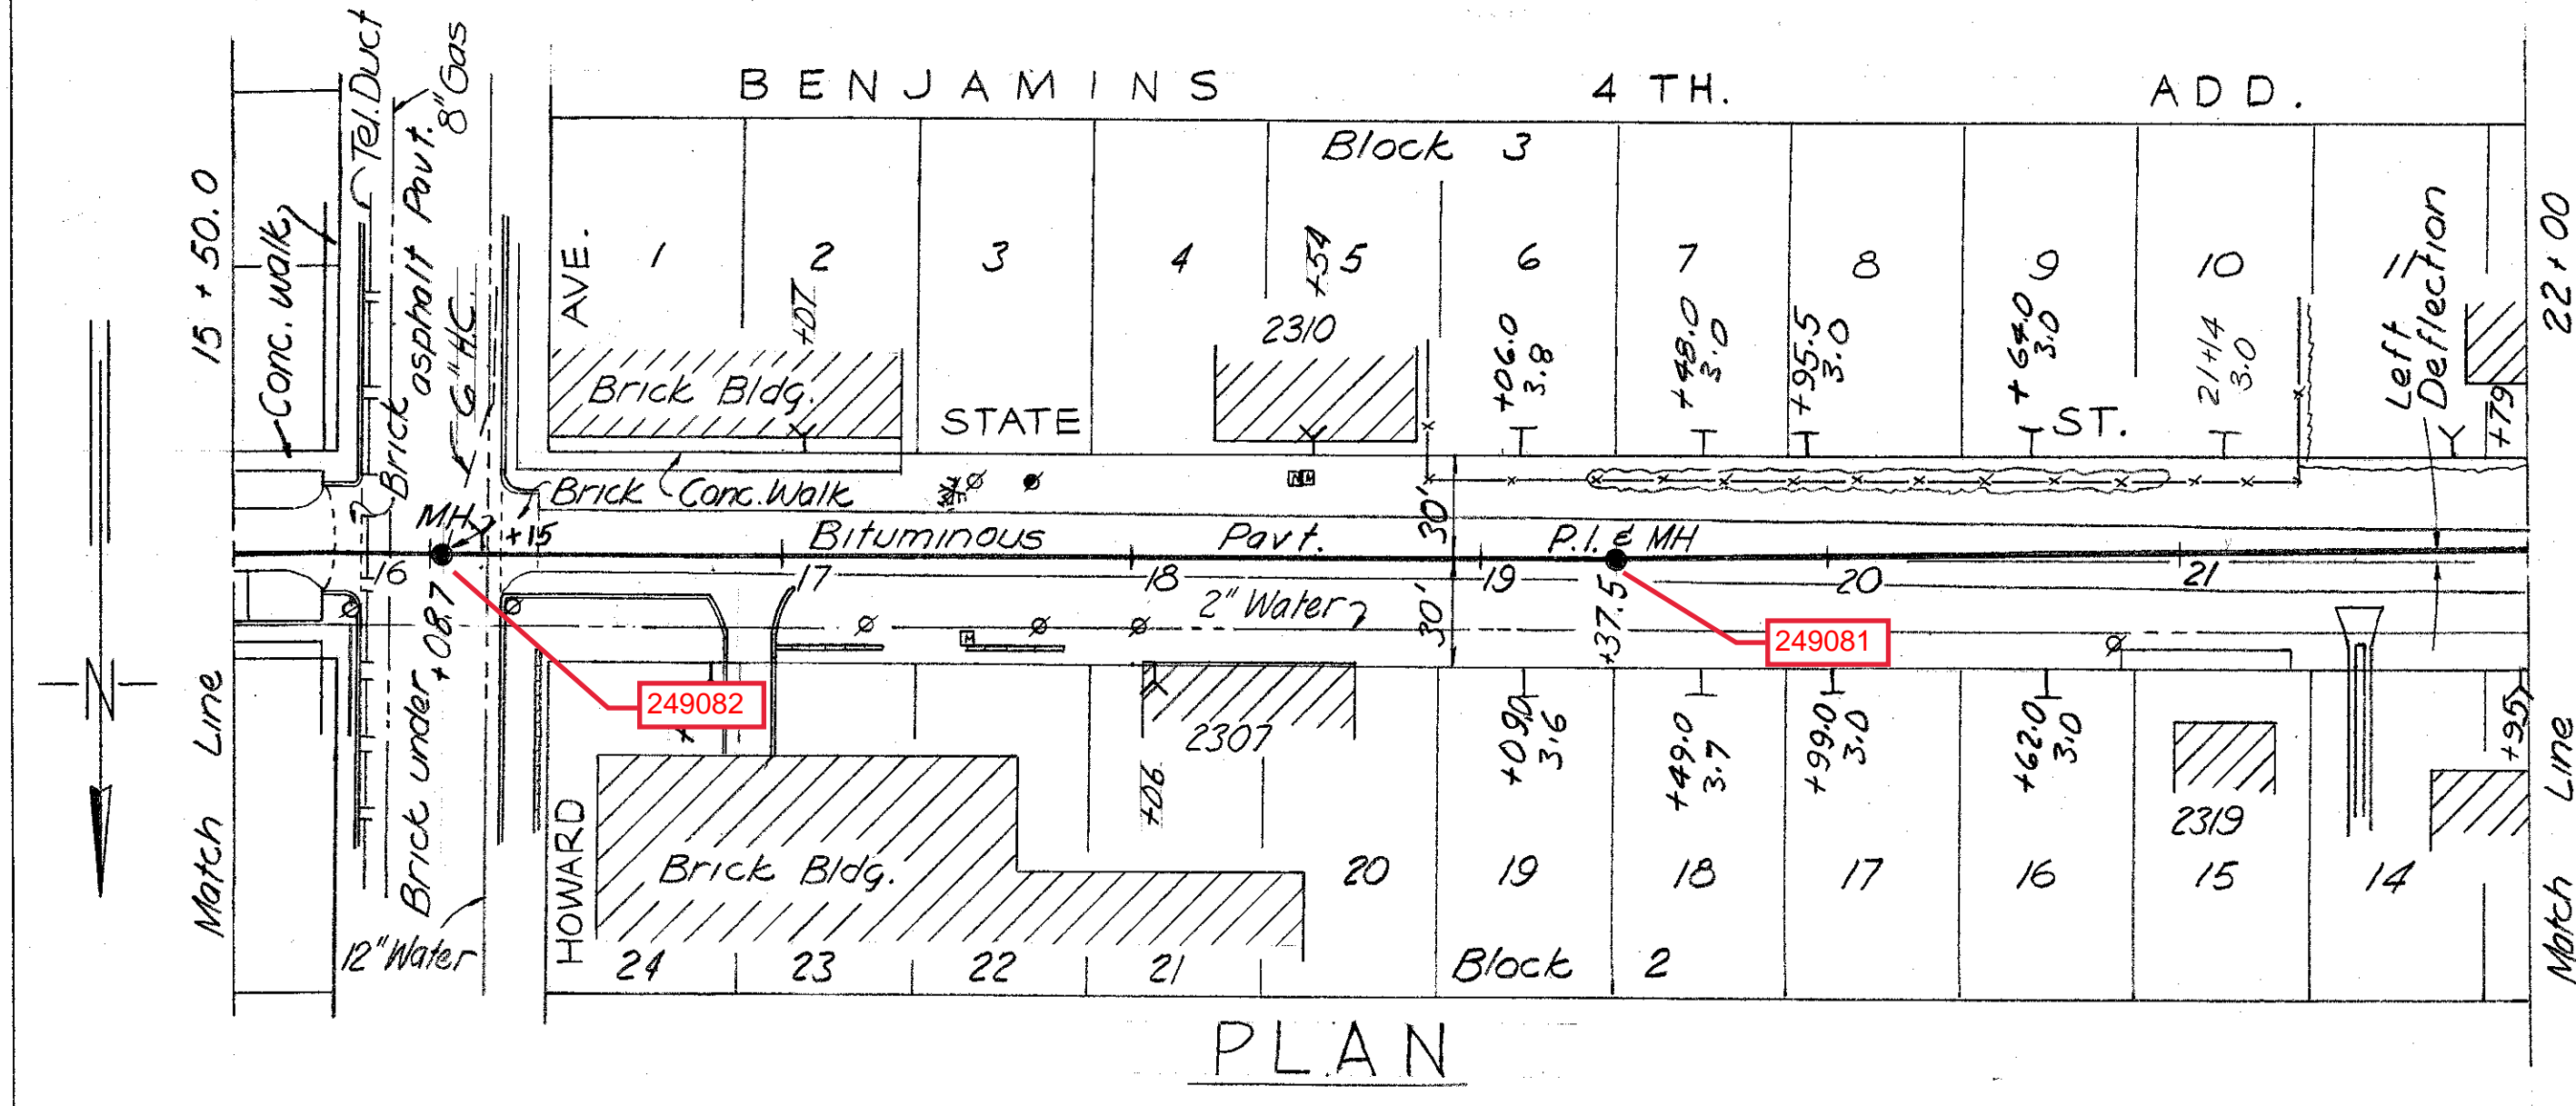 BENJAMINS 4 TH. ADD.
Block 3
Tel. Duct
8" Gas
Brick
asphalt Pavt.
6" H.C.
Conc. walk
15 + 50.0
22 + 00
AVE.
1 2 3 4 5 6 7 8 9 10 11
+07
+54
2310
+06.0
3.8
+48.0
3.0
+95.5
3.0
+64.0
3.0
21+14
3.0
Left
Deflection
+79
Brick Bldg.
STATE ST.
Brick
Conc. Walk
N M
MH
+15
Bituminous Pavt.
P.I. & MH
30'
30'
16 17 18 19 20 21
2" Water
M
+08.7
+37.5
249081
249082
N
Match Line
Brick under
12" Water
HOWARD
Brick Bldg.
2307
+06
+09.0
3.6
+49.0
3.7
+99.0
3.0
+62.0
3.0
2319
+95
Match Line
24 23 22 21 20 19 18 17 16 15 14
Block 2
PLAN